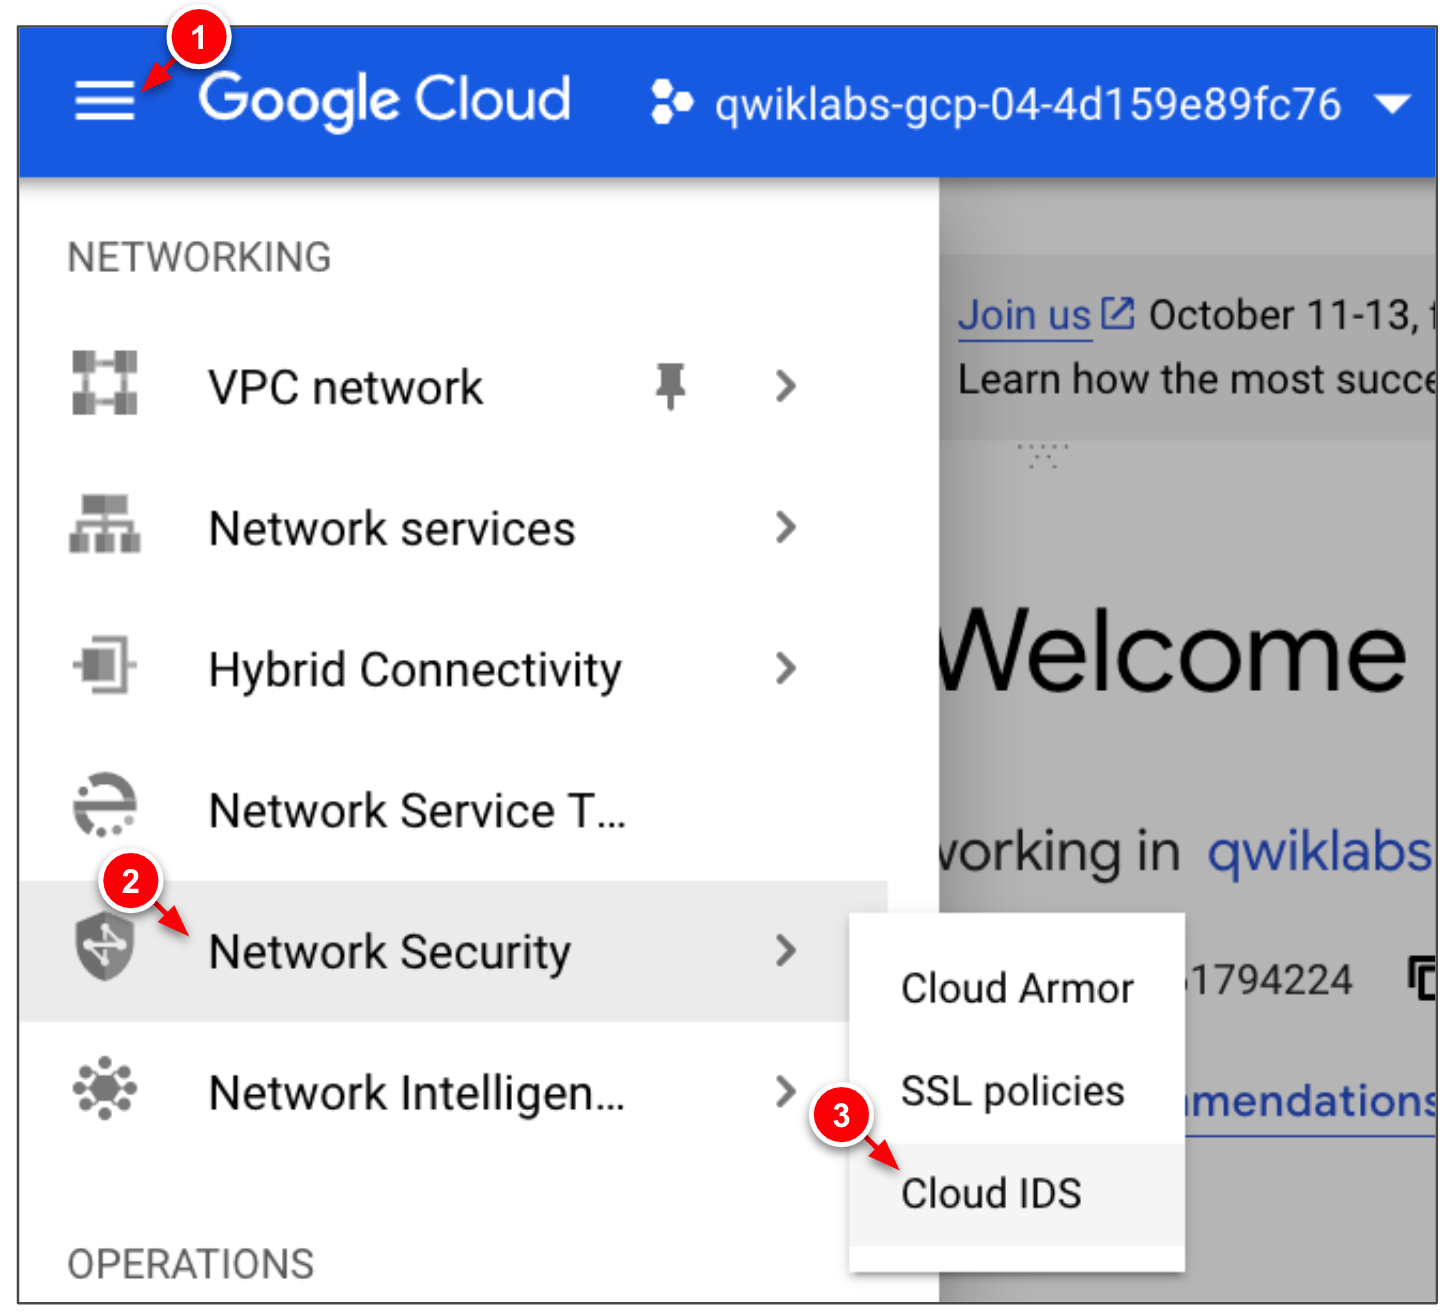 1
Google Cloud qwiklabs-gcp-04-4d159e89fc76
NETWORKING
VPC network
Network services
Hybrid Connectivity
Network Service T...
2
Network Security
Network Intelligen...
OPERATIONS
Cloud Armor
SSL policies
3
Cloud IDS
Join us October 11-13,
Learn how the most succe
Welcome
working in qwiklabs
1794224
mendations